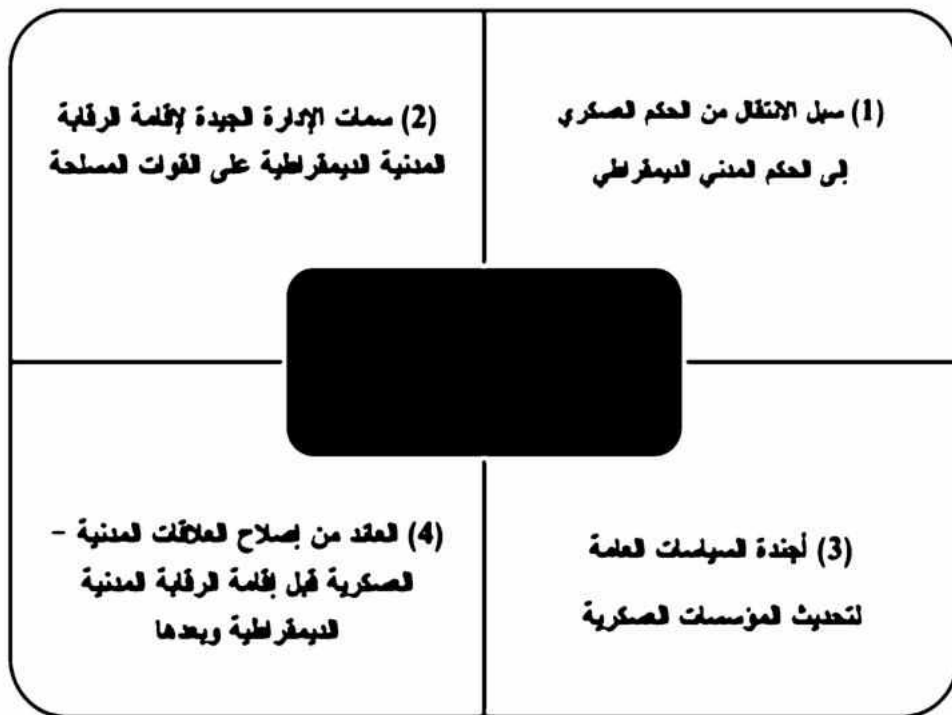 (1) سبل الانتقال من الحكم العسكري
إلى الحكم المدني الديمقراطي
(2) سمات الإدارة الجيدة لإقامة الرقابة
المدنية الديمقراطية على القوات المسلحة
(3) أجندة السياسات العامة
لتحديث المؤسسات العسكرية
(4) العائد من إصلاح العلاقات المدنية –
العسكرية قبل إقامة الرقابة المدنية
الديمقراطية وبعدها